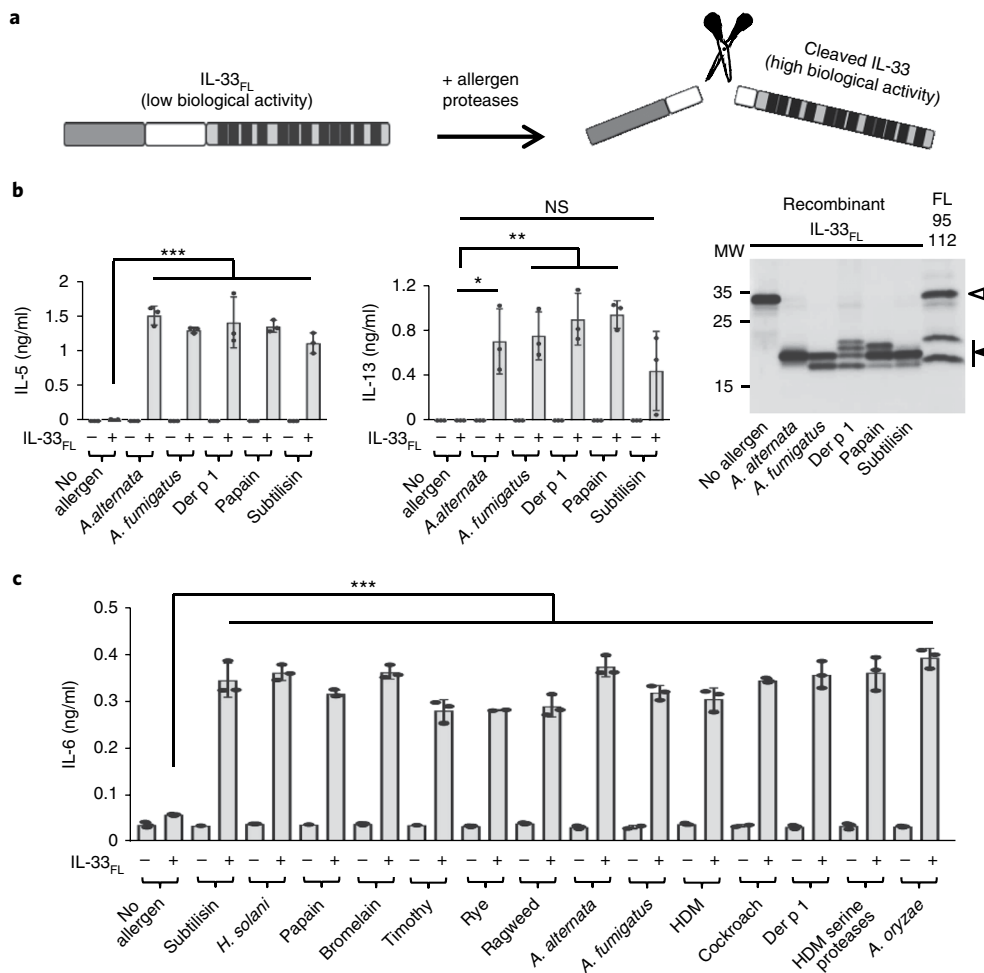 a
IL-33FL
(low biological activity)
+ allergen
proteases
Cleaved IL-33
(high biological activity)
b
***
IL-5 (ng/ml)
2
1.5
1
0.5
0
IL-33FL
− + − + − + − + − + − +
No
allergen
A.alternata
A. fumigatus
Der p 1
Papain
Subtilisin
NS
**
*
IL-13 (ng/ml)
1.2
0.8
0.4
0
IL-33FL
− + − + − + − + − + − +
No
allergen
A.alternata
A. fumigatus
Der p 1
Papain
Subtilisin
Recombinant
IL-33FL
FL
95
112
MW
35
25
15
No allergen
A. alternata
A. fumigatus
Der p 1
Papain
Subtilisin
c
***
IL-6 (ng/ml)
0.5
0.4
0.3
0.2
0.1
0
IL-33FL
− + − + − + − + − + − + − + − + − + − + − + − + − + − + − +
No
allergen
Subtilisin
H. solani
Papain
Bromelain
Timothy
Rye
Ragweed
A. alternata
A. fumigatus
HDM
Cockroach
Der p 1
HDM serine
proteases
A. oryzae